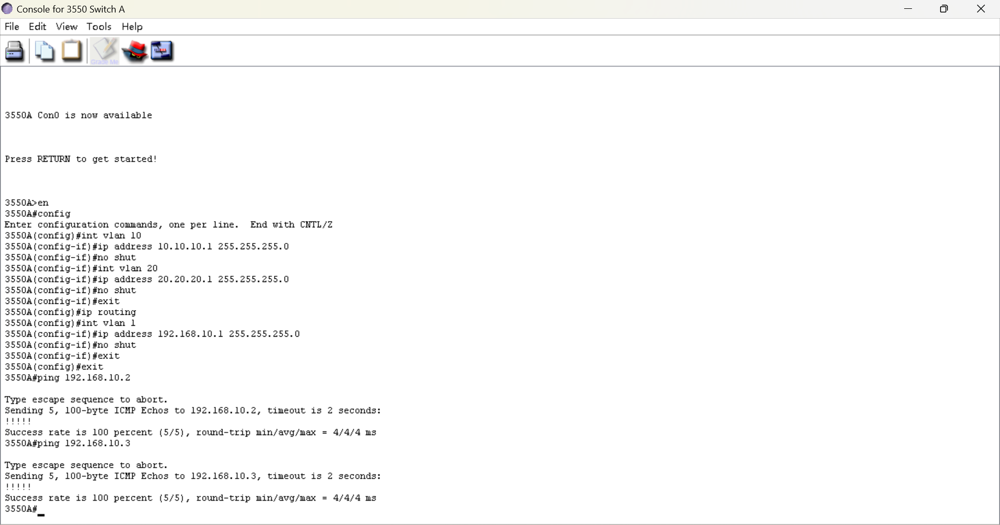 Console for 3550 Switch A
File Edit View Tools Help
Grade Me
3550A Con0 is now available
Press RETURN to get started!
3550A>en
3550A#config
Enter configuration commands, one per line.  End with CNTL/Z
3550A(config)#int vlan 10
3550A(config-if)#ip address 10.10.10.1 255.255.255.0
3550A(config-if)#no shut
3550A(config-if)#int vlan 20
3550A(config-if)#ip address 20.20.20.1 255.255.255.0
3550A(config-if)#no shut
3550A(config-if)#exit
3550A(config)#ip routing
3550A(config)#int vlan 1
3550A(config-if)#ip address 192.168.10.1 255.255.255.0
3550A(config-if)#no shut
3550A(config-if)#exit
3550A(config)#exit
3550A#ping 192.168.10.2
Type escape sequence to abort.
Sending 5, 100-byte ICMP Echos to 192.168.10.2, timeout is 2 seconds:
!!!!!
Success rate is 100 percent (5/5), round-trip min/avg/max = 4/4/4 ms
3550A#ping 192.168.10.3
Type escape sequence to abort.
Sending 5, 100-byte ICMP Echos to 192.168.10.3, timeout is 2 seconds:
!!!!!
Success rate is 100 percent (5/5), round-trip min/avg/max = 4/4/4 ms
3550A#